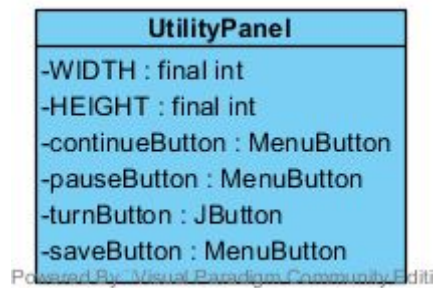 UtilityPanel
-WIDTH : final int
-HEIGHT : final int
-continueButton : MenuButton
-pauseButton : MenuButton
-turnButton : JButton
-saveButton : MenuButton
Powered By Visual Paradigm Community Editi